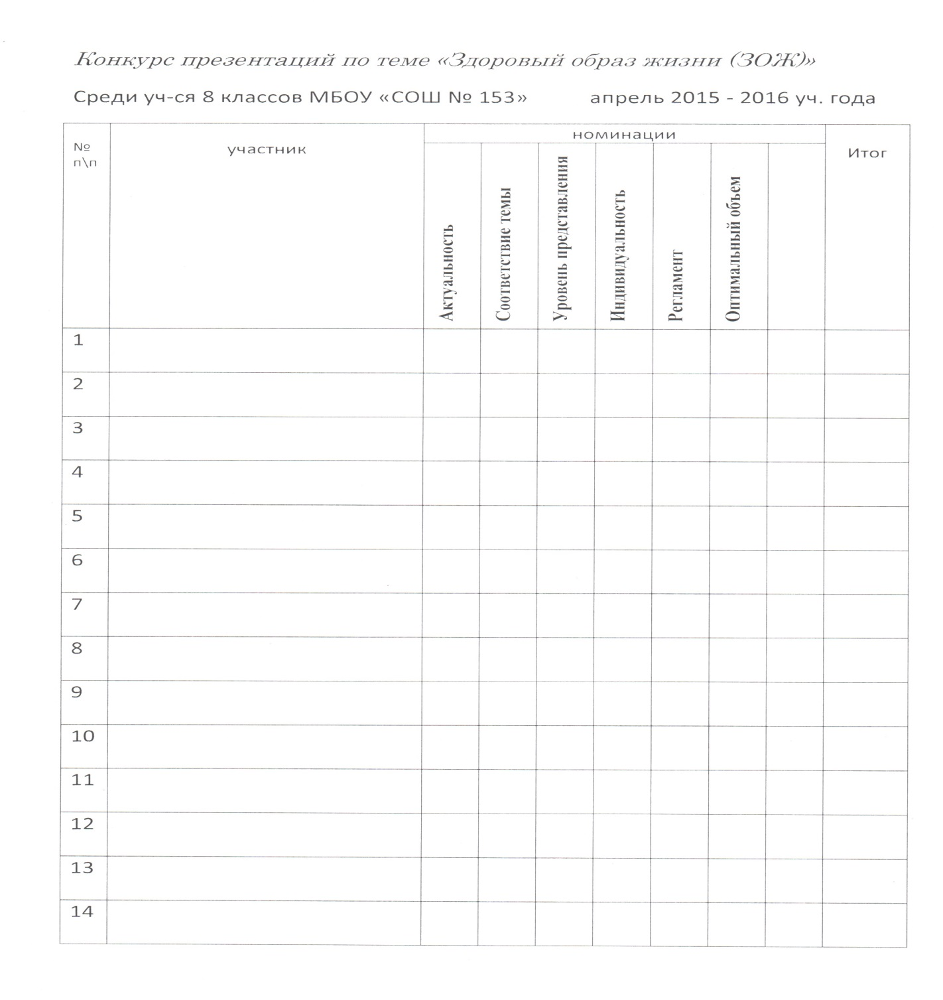 Конкурс презентаций по теме «Здоровый образ жизни (ЗОЖ)»
Среди уч-ся 8 классов МБОУ «СОШ № 153» апрель 2015 - 2016 уч. года
№ п\п
участник
номинации
Итог
Актуальность
Соответствие темы
Уровень представления
Индивидуальность
Регламент
Оптимальный объем
1
2
3
4
5
6
7
8
9
10
11
12
13
14